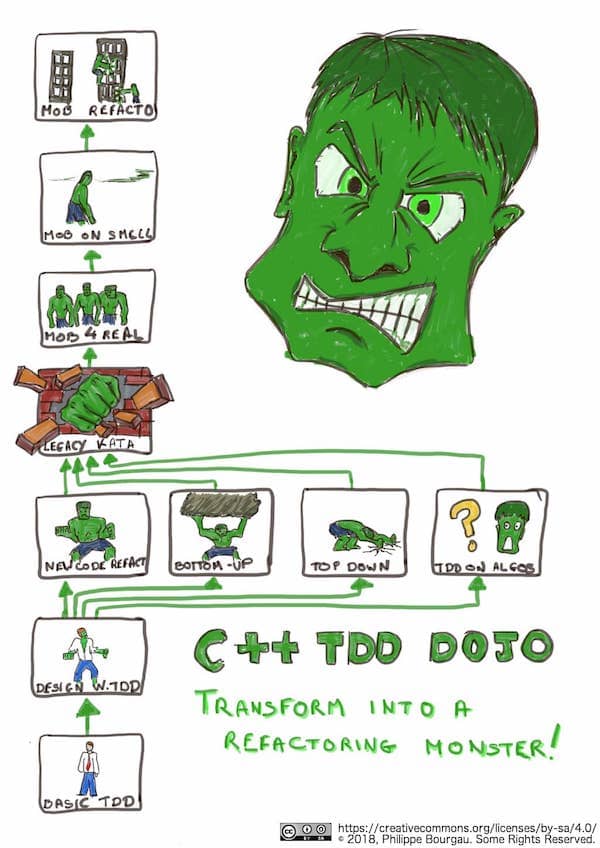 MOB REFACTO
MOB ON SMELL
MOB 4 REAL
LEGACY KATA
NEW CODE REFACT
BOTTOM-UP
TOP DOWN
?
TDD ON ALGOS
DESIGN W.TDD
BASIC TDD
C++ TDD DOJO
TRANSFORM INTO A
REFACTORING MONSTER!
https://creativecommons.org/licenses/by-sa/4.0/
© 2018, Philippe Bourgau. Some Rights Reserved.